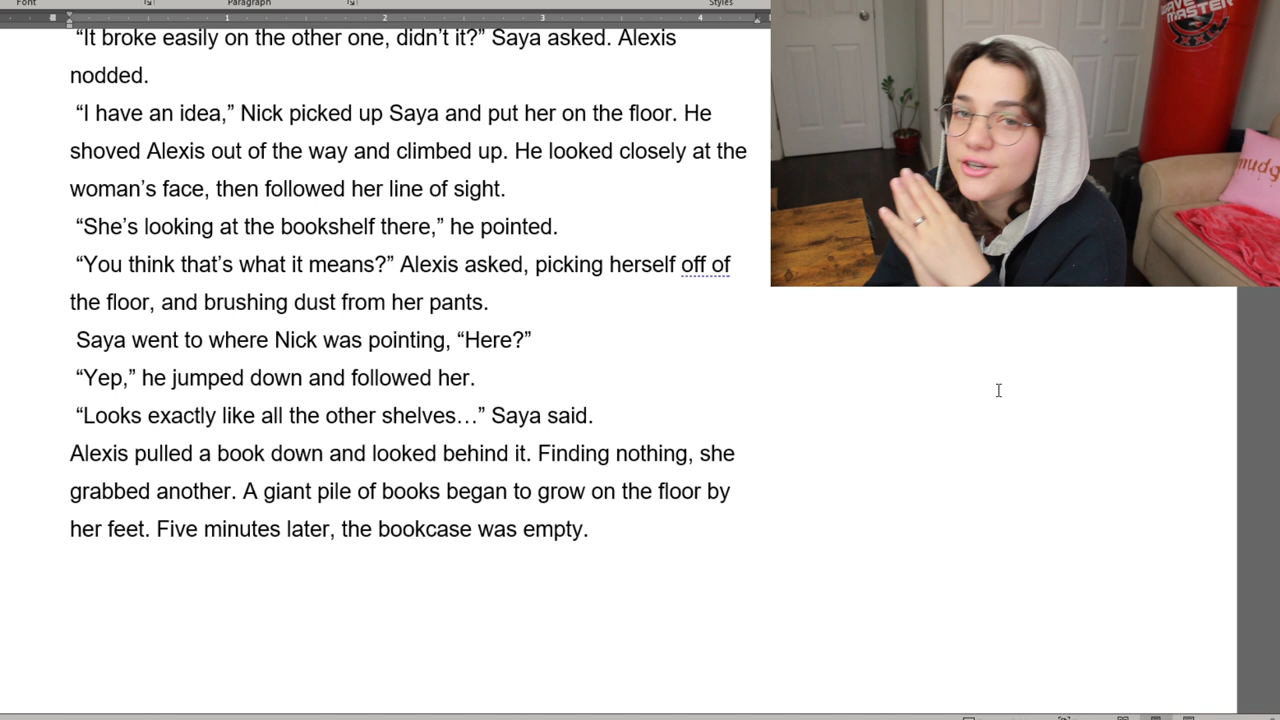 Font Paragraph Styles
1 2 3 4
“It broke easily on the other one, didn’t it?” Saya asked. Alexis
nodded.
“I have an idea,” Nick picked up Saya and put her on the floor. He
shoved Alexis out of the way and climbed up. He looked closely at the
woman’s face, then followed her line of sight.
“She’s looking at the bookshelf there,” he pointed.
“You think that’s what it means?” Alexis asked, picking herself off of
the floor, and brushing dust from her pants.
Saya went to where Nick was pointing, “Here?”
“Yep,” he jumped down and followed her.
“Looks exactly like all the other shelves…” Saya said.
Alexis pulled a book down and looked behind it. Finding nothing, she
grabbed another. A giant pile of books began to grow on the floor by
her feet. Five minutes later, the bookcase was empty.
WAVE
MASTER
XXL